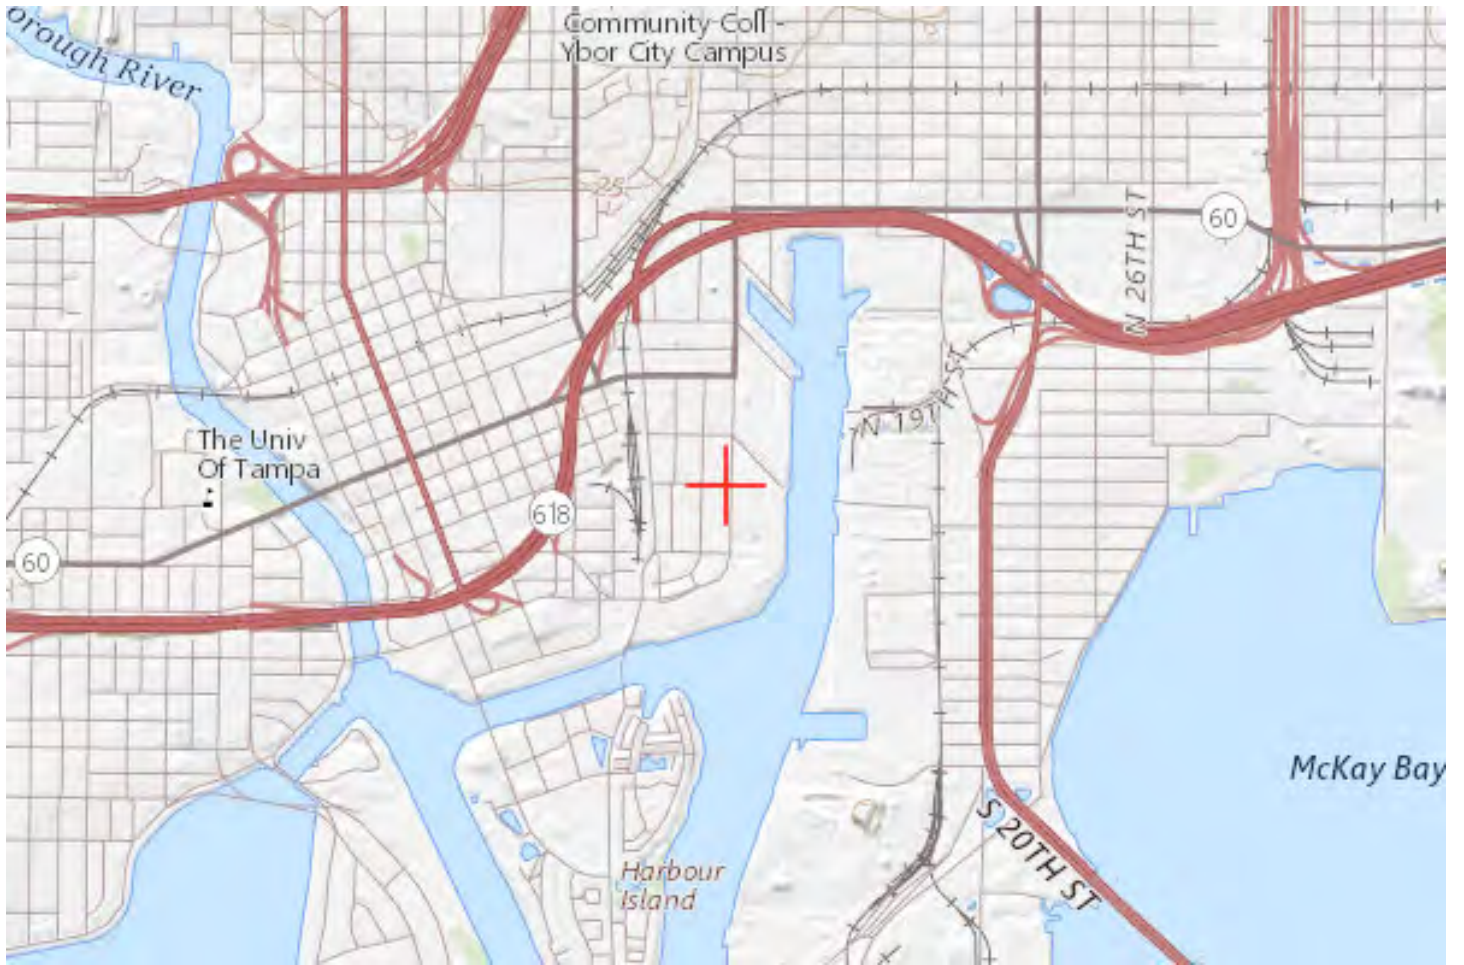 orough River
Community Coll -
Ybor City Campus
25
60
N 26TH ST
N 19TH ST
The Univ
Of Tampa
618
60
McKay Bay
S 20TH ST
Harbour
Island